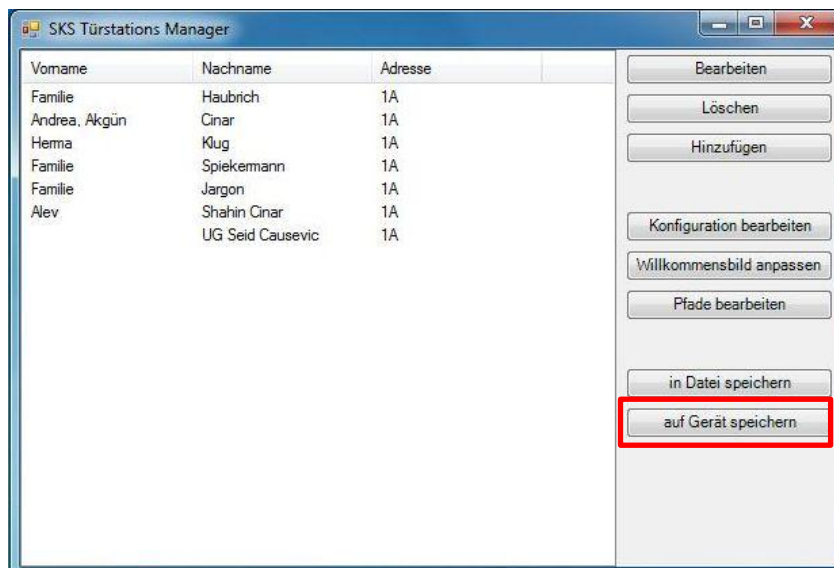 SKS Türstations Manager
Vorname Nachname Adresse
Familie Haubrich 1A
Andrea, Akgün Cinar 1A
Herma Klug 1A
Familie Spiekermann 1A
Familie Jargon 1A
Alev Shahin Cinar 1A
UG Seid Causevic 1A
Bearbeiten
Löschen
Hinzufügen
Konfiguration bearbeiten
Willkommensbild anpassen
Pfade bearbeiten
in Datei speichern
auf Gerät speichern